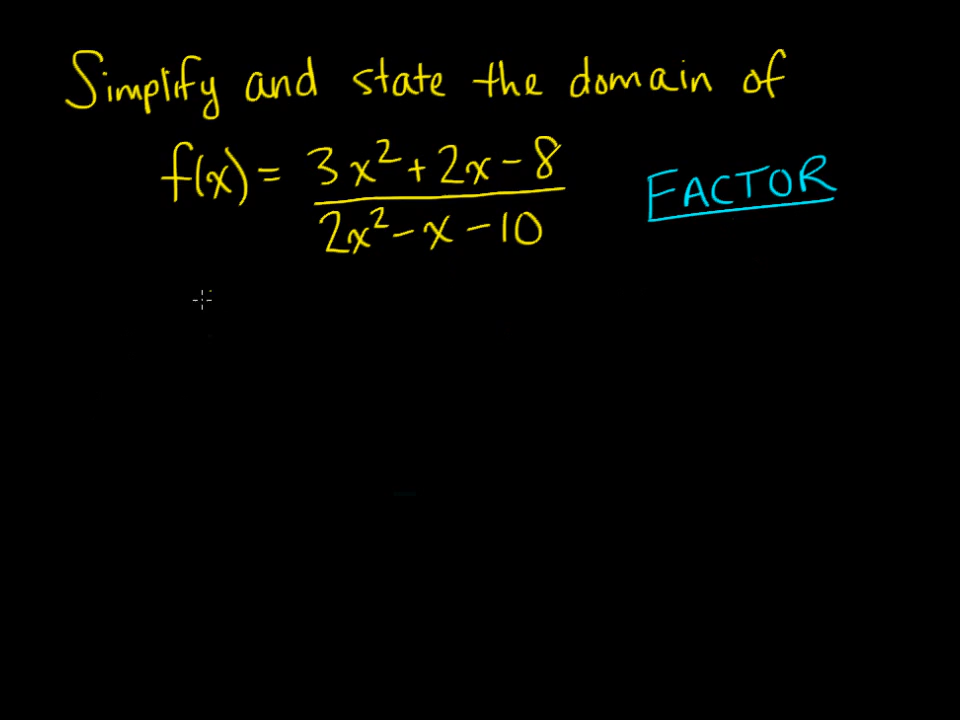 Simplify and state the domain of
f(x) = 3x² + 2x - 8
FACTOR
2x² - x - 10